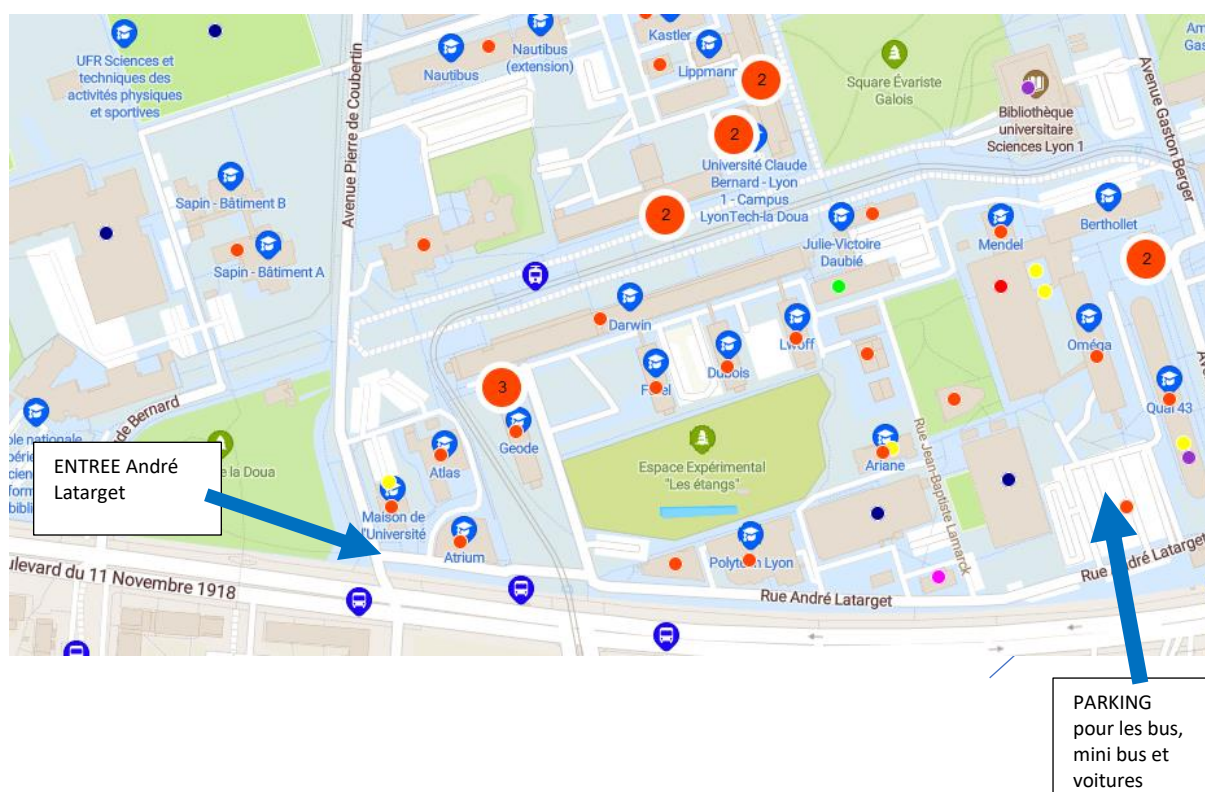 UFR Sciences et
techniques des
activités physiques
et sportives
Nautibus
Nautibus
(extension)
Kastler
Lippmann
2
2
2
Square Évariste
Galois
Bibliothèque
universitaire
Sciences Lyon 1
Avenue Gaston Berger
Avenue Pierre de Coubertin
Université Claude
Bernard - Lyon
1 - Campus
LyonTech-la Doua
Sapin - Bâtiment B
Sapin - Bâtiment A
Julie-Victoire
Daubié
Mendel
Berthollet
2
Darwin
Lwoff
Dubois
Oméga
3
Geode
Quai 43
Rue Jean-Baptiste Lamarck
de Bernard
la Doua
Atlas
Espace Expérimental
"Les étangs"
Ariane
ENTREE André
Latarget
Maison de
l'Université
Atrium
Polytech Lyon
Rue André Latarget
Rue André Latarget
11 Novembre 1918
PARKING
pour les bus,
mini bus et
voitures